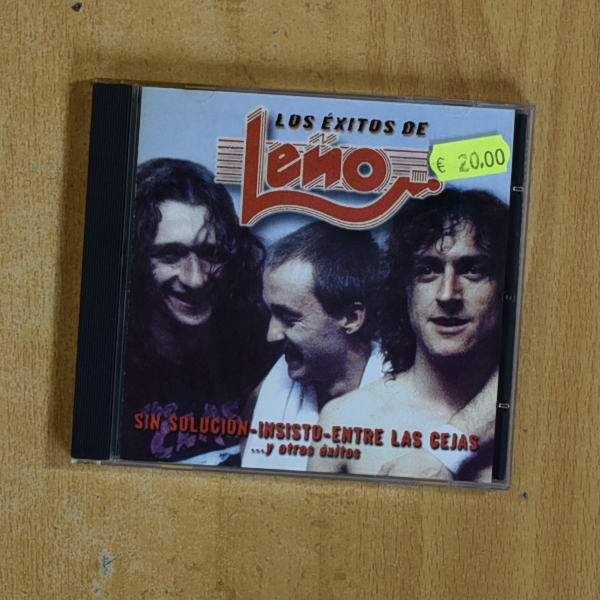 LOS ÉXITOS DE
Leño
€ 20,00
SIN SOLUCIÓN-INSISTO-ENTRE LAS CEJAS
...y otros éxitos